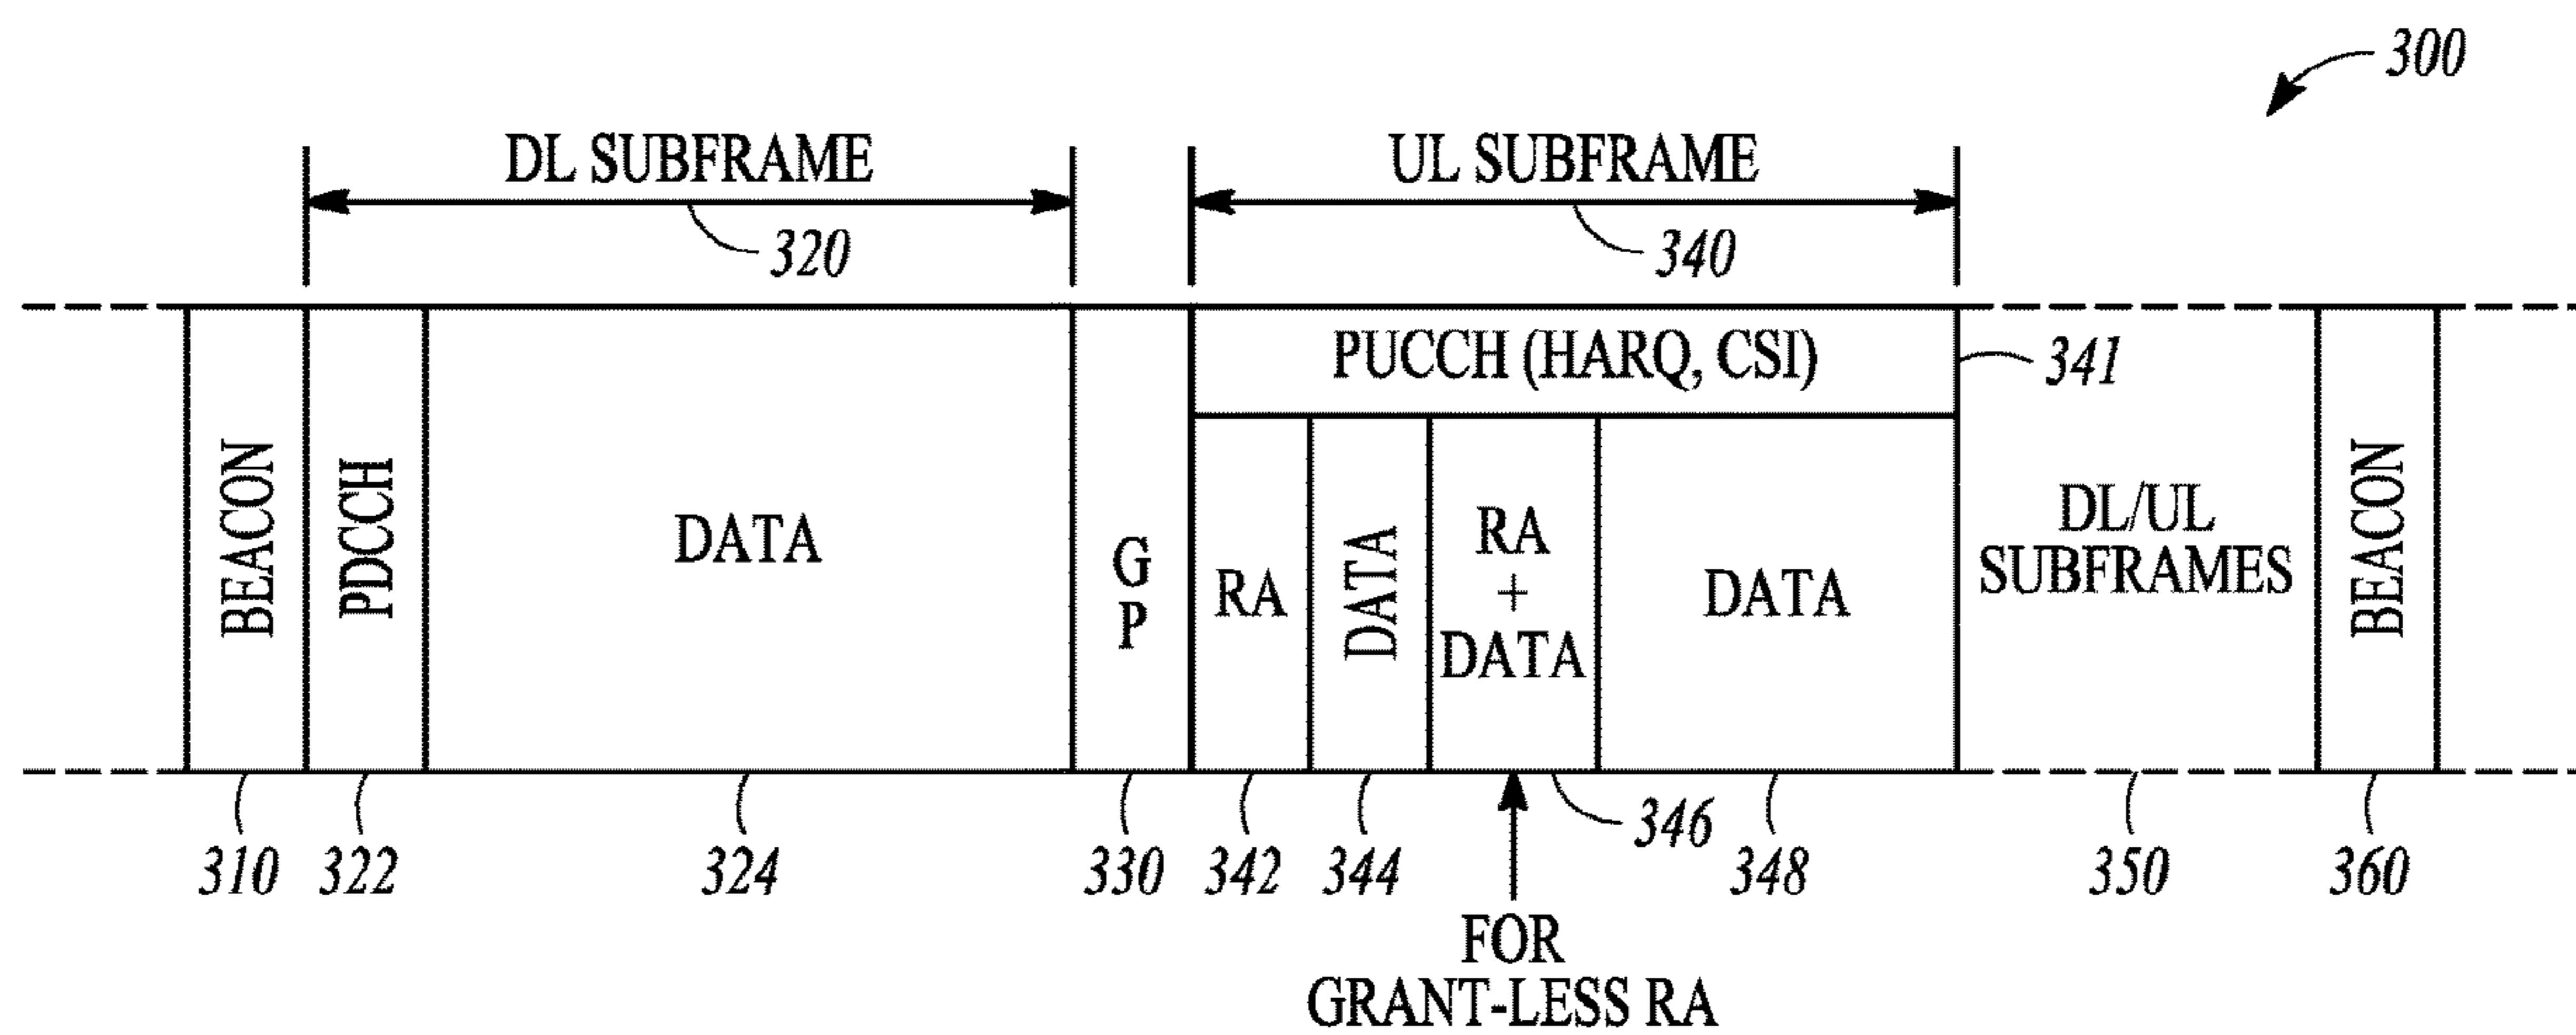 300
DL SUBFRAME
UL SUBFRAME
320
340
PUCCH (HARQ, CSI)
341
BEACON
PDCCH
DATA
G
P
RA
DATA
RA
+
DATA
DATA
DL/UL
SUBFRAMES
BEACON
346
310
322
324
330
342
344
348
350
360
FOR
GRANT-LESS RA